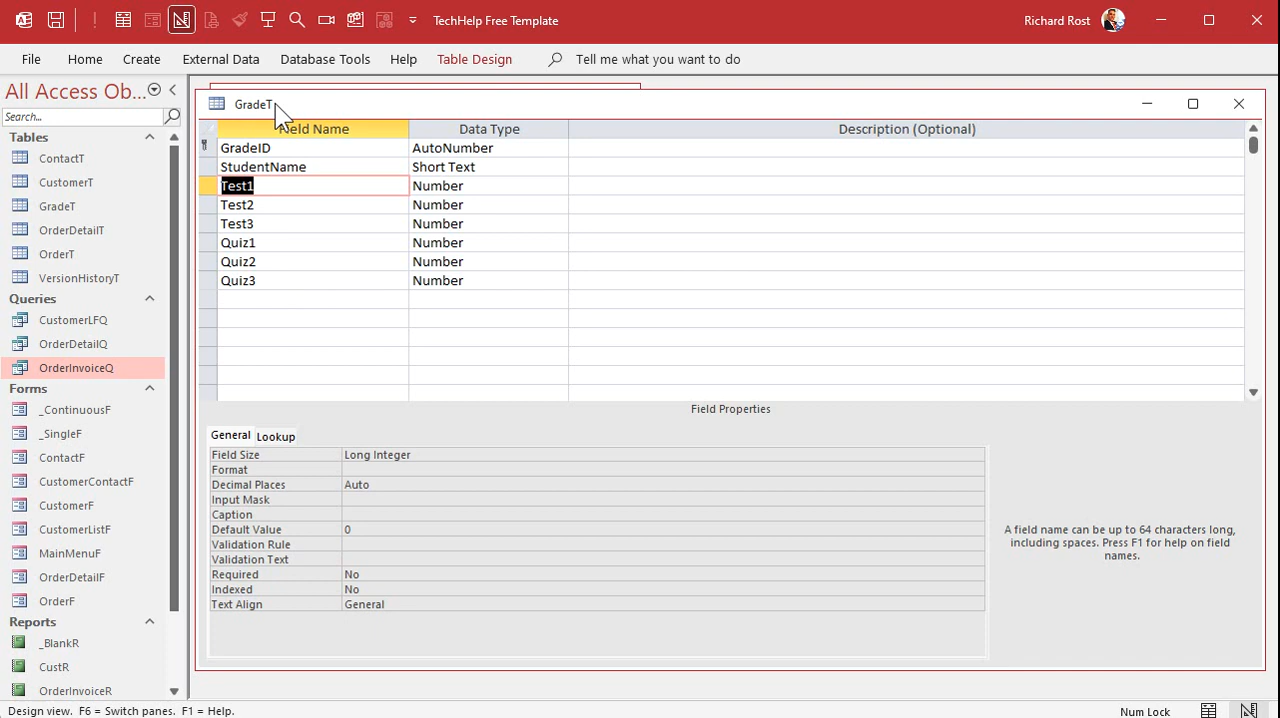 TechHelp Free Template
Richard Rost
File Home Create External Data Database Tools Help Table Design Tell me what you want to do
All Access Ob...
Search...
Tables
ContactT
CustomerT
GradeT
OrderDetailT
OrderT
VersionHistoryT
Queries
CustomerLFQ
OrderDetailQ
OrderInvoiceQ
Forms
_ContinuousF
_SingleF
ContactF
CustomerContactF
CustomerF
CustomerListF
MainMenuF
OrderDetailF
OrderF
Reports
_BlankR
CustR
OrderInvoiceR
GradeT
Field Name Data Type Description (Optional)
GradeID AutoNumber
StudentName Short Text
Test1 Number
Test2 Number
Test3 Number
Quiz1 Number
Quiz2 Number
Quiz3 Number
Field Properties
General Lookup
Field Size Long Integer
Format
Decimal Places Auto
Input Mask
Caption
Default Value 0
Validation Rule
Validation Text
Required No
Indexed No
Text Align General
A field name can be up to 64 characters long,
including spaces. Press F1 for help on field
names.
Design view. F6 = Switch panes. F1 = Help.
Num Lock